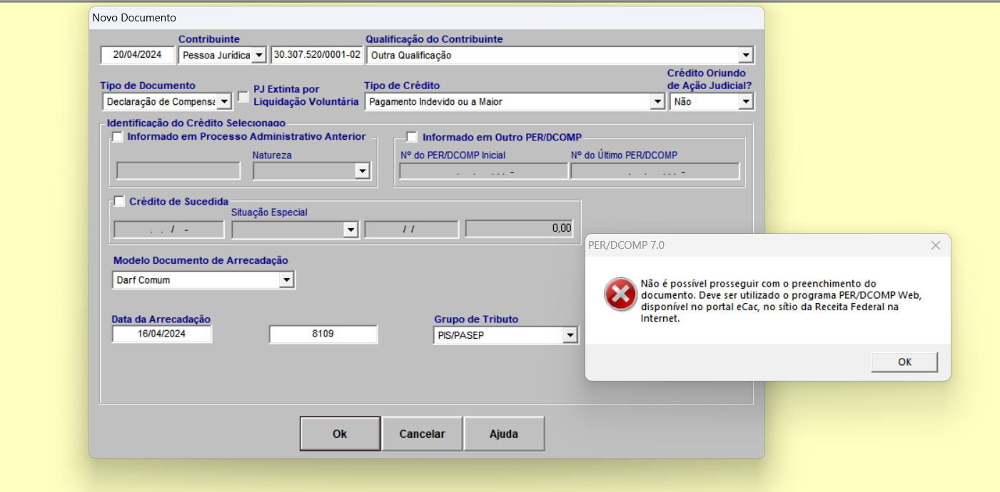 Novo Documento
Contribuinte Qualificação do Contribuinte
20/04/2024 Pessoa Jurídica 30.307.520/0001-02 Outra Qualificação
Crédito Oriundo
de Ação Judicial?
Tipo de Documento PJ Extinta por Tipo de Crédito
Liquidação Voluntária
Declaração de Compensa Pagamento Indevido ou a Maior Não
Identificação do Crédito Selecionado
Informado em Processo Administrativo Anterior Informado em Outro PER/DCOMP
Natureza Nº do PER/DCOMP Inicial Nº do Último PER/DCOMP
. . ... - . . ... -
Crédito de Sucedida
Situação Especial
. . / - / / 0,00
Modelo Documento de Arrecadação
Darf Comum
Data da Arrecadação Grupo de Tributo
16/04/2024 8109 PIS/PASEP
Ok Cancelar Ajuda
PER/DCOMP 7.0
Não é possível prosseguir com o preenchimento do
documento. Deve ser utilizado o programa PER/DCOMP Web,
disponível no portal eCac, no sítio da Receita Federal na
Internet.
OK